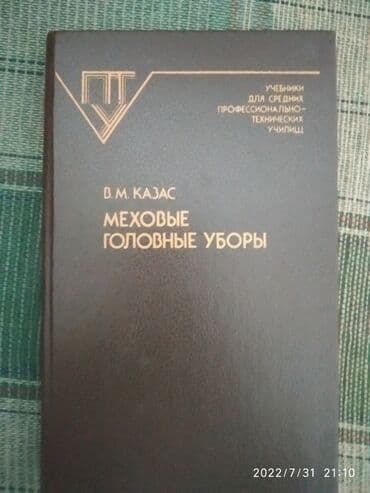 ПТУ
УЧЕБНИКИ
ДЛЯ СРЕДНИХ
ПРОФЕССИОНАЛЬНО-
ТЕХНИЧЕСКИХ
УЧИЛИЩ
В. М. КАЗАС
МЕХОВЫЕ
ГОЛОВНЫЕ УБОРЫ
2022/7/31 21:10